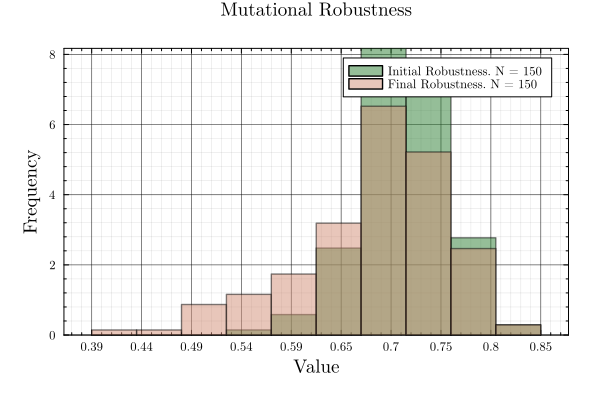 Mutational Robustness
Initial Robustness. N = 150
Final Robustness. N = 150
Frequency
8
6
4
2
0
0.39 0.44 0.49 0.54 0.59 0.65 0.7 0.75 0.8 0.85
Value